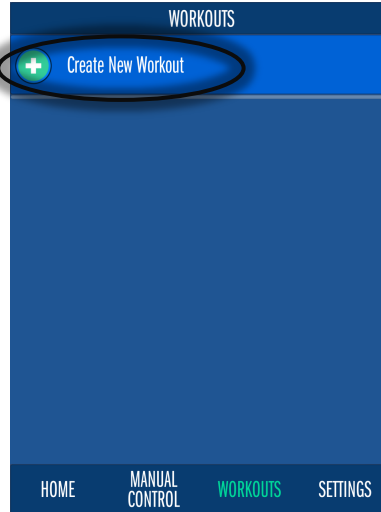 WORKOUTS
Create New Workout
HOME
MANUAL
CONTROL
WORKOUTS
SETTINGS